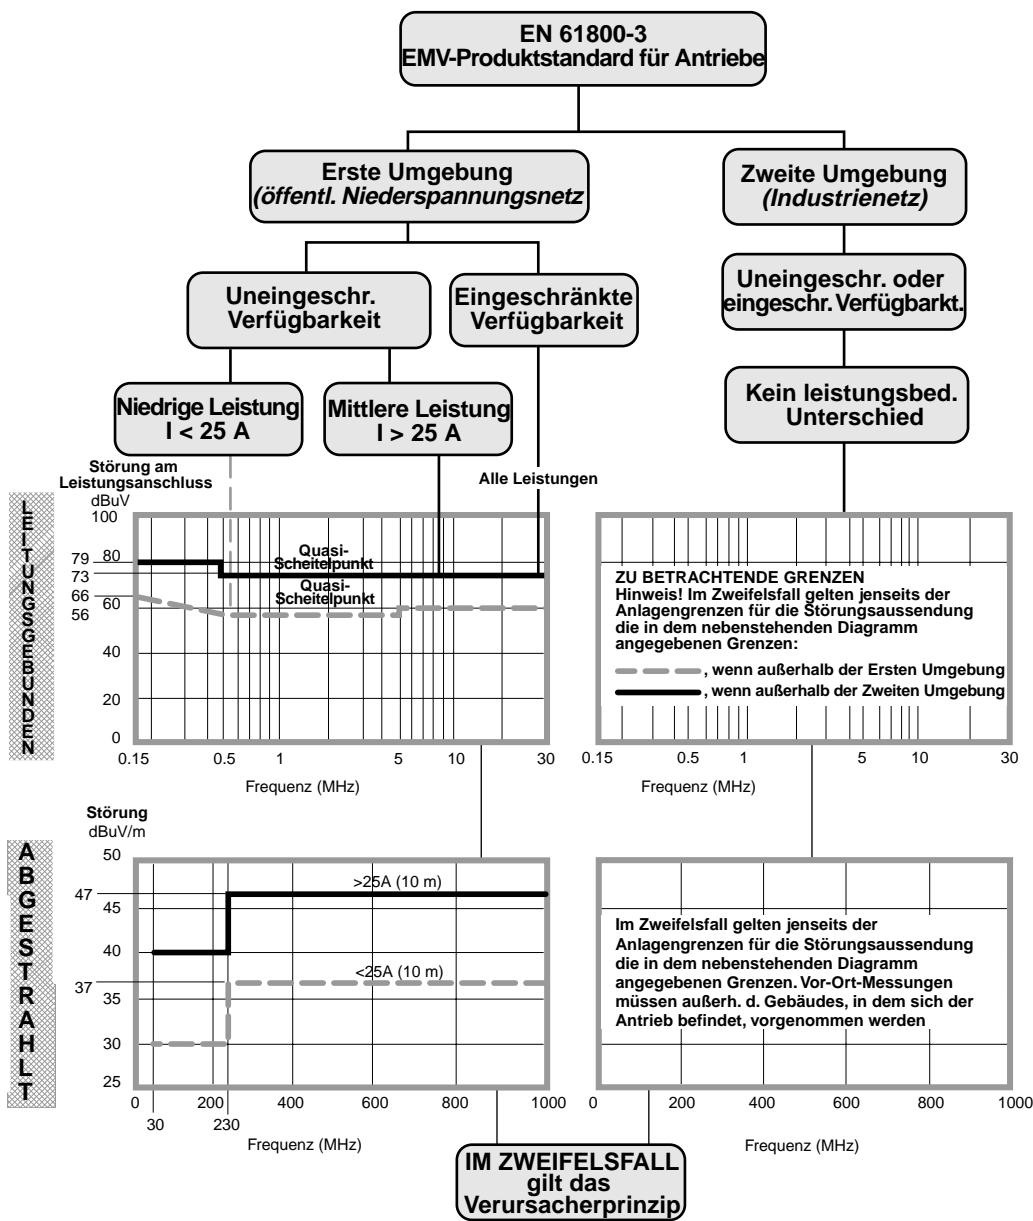 EN 61800-3
EMV-Produktstandard für Antriebe
Erste Umgebung
(öffentl. Niederspannungsnetz
Zweite Umgebung
(Industrienetz)
Uneingeschr.
Verfügbarkeit
Eingeschränkte
Verfügbarkeit
Uneingeschr. oder
eingeschr. Verfügbarkt.
Niedrige Leistung
I < 25 A
Mittlere Leistung
I > 25 A
Kein leistungsbed.
Unterschied
Alle Leistungen
LEITUNGSGEBUNDEN
Störung am
Leistungsanschluss
dBuV
100
79
80
73
66
60
56
40
20
0
Quasi-
Scheitelpunkt
Quasi-
Scheitelpunkt
0.15 0.5 1 5 10 30
Frequenz (MHz)
ZU BETRACHTENDE GRENZEN
Hinweis! Im Zweifelsfall gelten jenseits der
Anlagengrenzen für die Störungsaussendung
die in dem nebenstehenden Diagramm
angegebenen Grenzen:
, wenn außerhalb der Ersten Umgebung
, wenn außerhalb der Zweiten Umgebung
0.15 0.5 1 5 10 30
Frequenz (MHz)
ABGESTRAHLT
Störung
dBuV/m
50
47
45
40
37
35
30
25
>25A (10 m)
<25A (10 m)
0 200 400 600 800 1000
30 230
Frequenz (MHz)
Im Zweifelsfall gelten jenseits der
Anlagengrenzen für die Störungsaussendung
die in dem nebenstehenden Diagramm
angegebenen Grenzen. Vor-Ort-Messungen
müssen außerh. d. Gebäudes, in dem sich der
Antrieb befindet, vorgenommen werden
0 200 400 600 800 1000
Frequenz (MHz)
IM ZWEIFELSFALL
gilt das
Verursacherprinzip